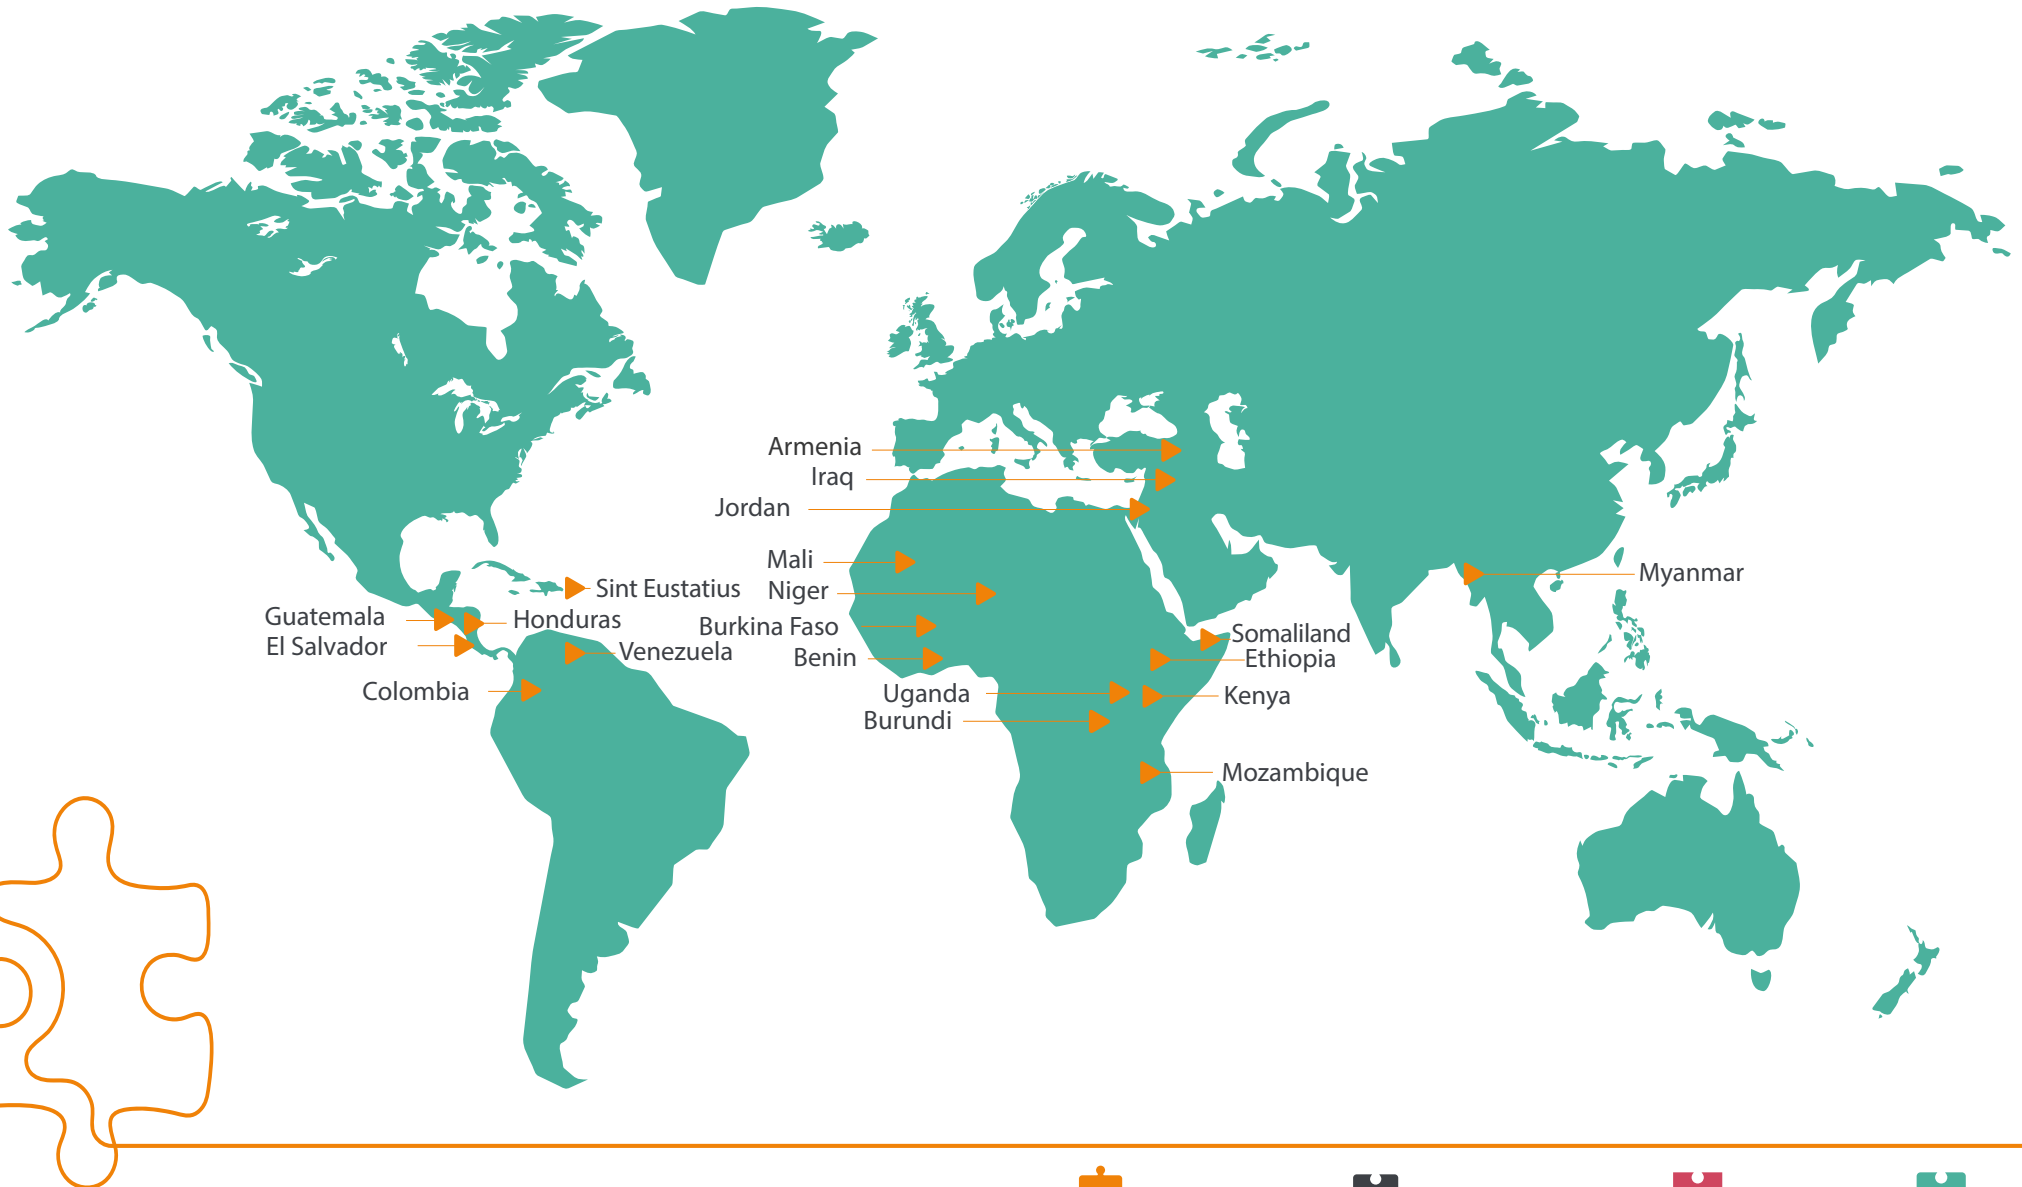 Armenia
Iraq
Jordan
Mali
Niger
Burkina Faso
Benin
Uganda
Burundi
Sint Eustatius
Guatemala
Honduras
El Salvador
Venezuela
Colombia
Myanmar
Somaliland
Ethiopia
Kenya
Mozambique